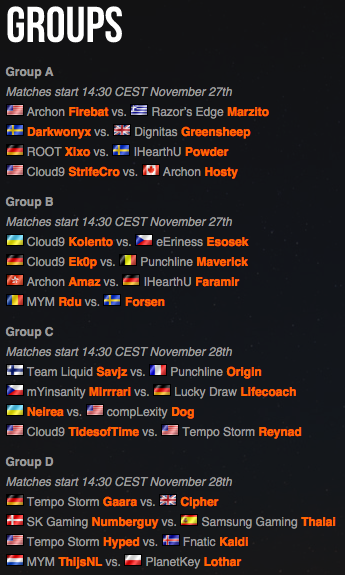 GROUPS
Group A
Matches start 14:30 CEST November 27th
Archon Firebat vs. Razor's Edge Marzito
Darkwonyx vs. Dignitas Greensheep
ROOT Xixo vs. IHearthU Powder
Cloud9 StrifeCro vs. Archon Hosty
Group B
Matches start 14:30 CEST November 27th
Cloud9 Kolento vs. eEriness Esosek
Cloud9 Ek0p vs. Punchline Maverick
Archon Amaz vs. IHearthU Faramir
MYM Rdu vs. Forsen
Group C
Matches start 14:30 CEST November 28th
Team Liquid Savjz vs. Punchline Origin
mYinsanity Mirrrarl vs. Lucky Draw Lifecoach
Neirea vs. compLexity Dog
Cloud9 TidesofTime vs. Tempo Storm Reynad
Group D
Matches start 14:30 CEST November 28th
Tempo Storm Gaara vs. Cipher
SK Gaming Numberguy vs. Samsung Gaming Thalai
Tempo Storm Hyped vs. Fnatic Kaldi
MYM ThijsNL vs. PlanetKey Lothar